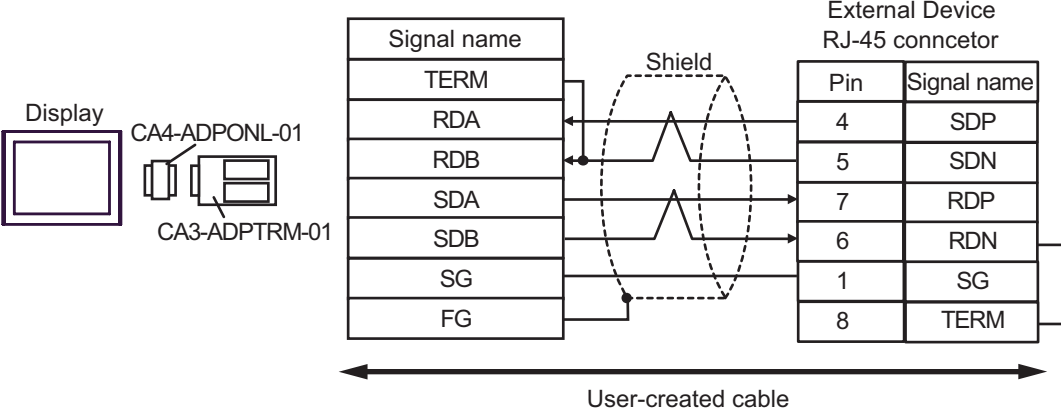 Display
CA4-ADPONL-01
CA3-ADPTRM-01
Signal name
TERM
RDA
RDB
SDA
SDB
SG
FG
Shield
External Device
RJ-45 conncetor
Pin Signal name
4 SDP
5 SDN
7 RDP
6 RDN
1 SG
8 TERM
User-created cable